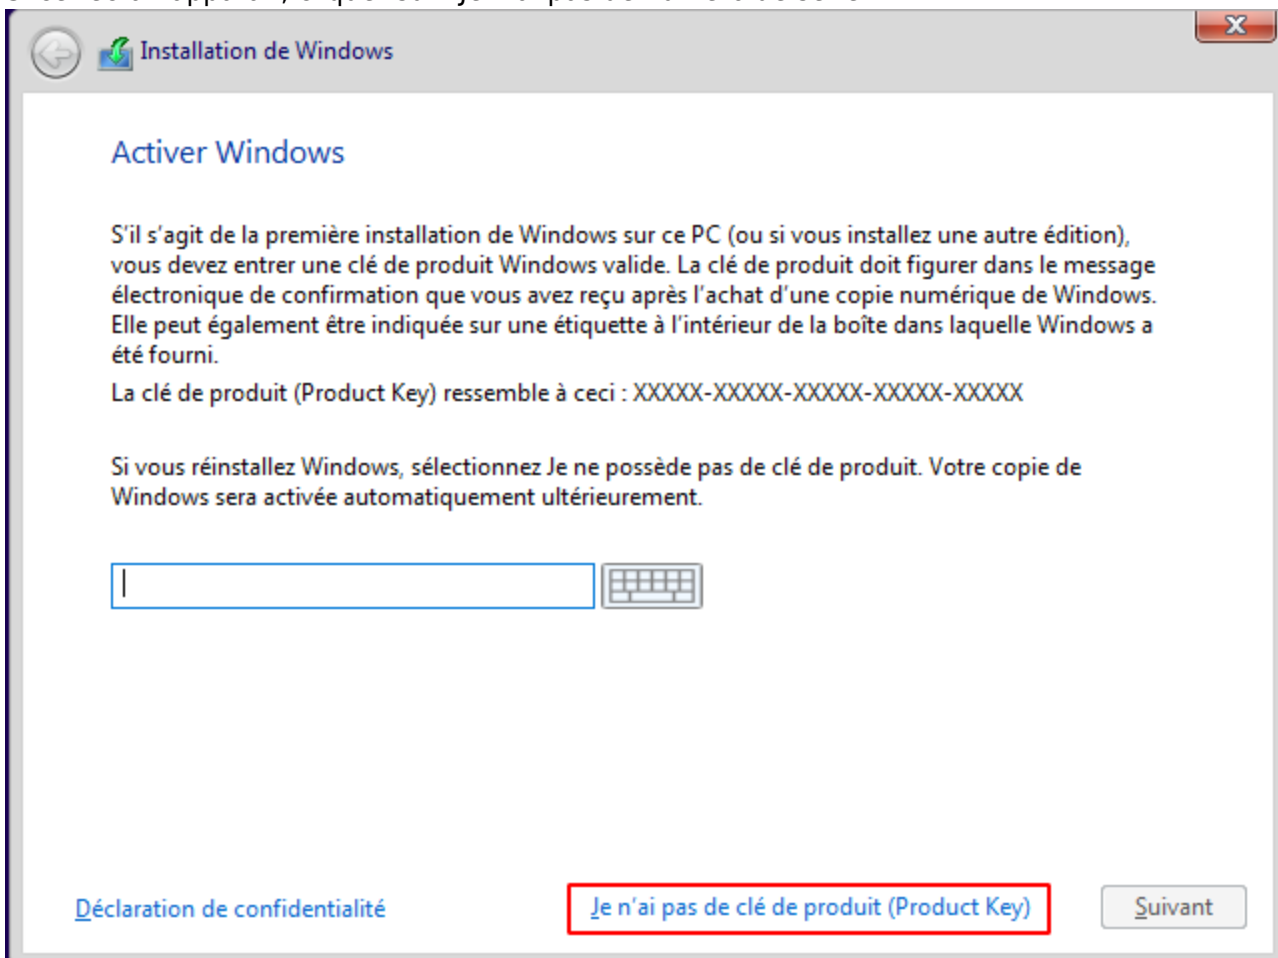 Installation de Windows
Activer Windows
S'il s'agit de la première installation de Windows sur ce PC (ou si vous installez une autre édition),
vous devez entrer une clé de produit Windows valide. La clé de produit doit figurer dans le message
électronique de confirmation que vous avez reçu après l'achat d'une copie numérique de Windows.
Elle peut également être indiquée sur une étiquette à l'intérieur de la boîte dans laquelle Windows a
été fourni.
La clé de produit (Product Key) ressemble à ceci : XXXXX-XXXXX-XXXXX-XXXXX-XXXXX
Si vous réinstallez Windows, sélectionnez Je ne possède pas de clé de produit. Votre copie de
Windows sera activée automatiquement ultérieurement.
Déclaration de confidentialité
Je n'ai pas de clé de produit (Product Key)
Suivant